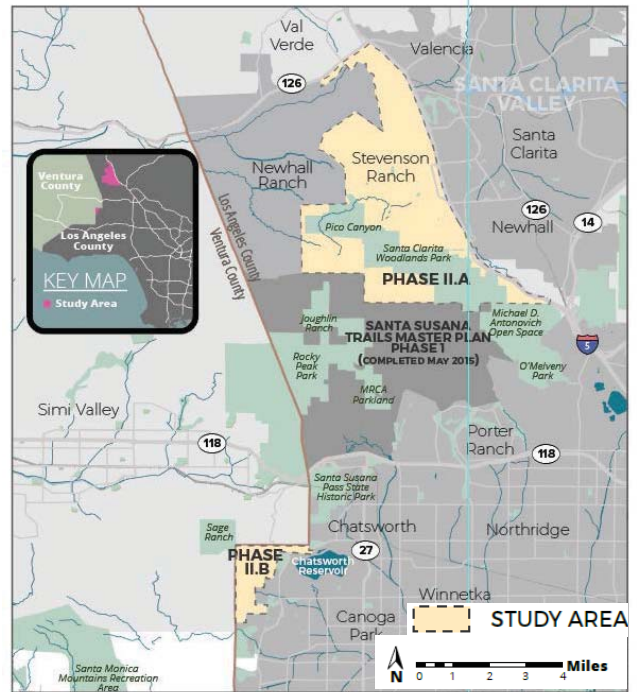 Val
Verde
Valencia
126
SANTA CLARITA
VALLEY
Santa
Clarita
Stevenson
Ranch
Newhall
Ranch
126
14
Newhall
Pico Canyon
Santa Clarita
Woodlands Park
PHASE II.A
Los Angeles County
Ventura County
Ventura
County
Los Angeles
County
KEY MAP
Study Area
Joughlin
Ranch
SANTA SUSANA
TRAILS MASTER PLAN
PHASE 1
(COMPLETED MAY 2015)
Michael D.
Antonovich
Open Space
5
Rocky
Peak
Park
O'Melveny
Park
MRCA
Parkland
Simi Valley
118
Porter
Ranch
118
Santa Susana
Pass State
Historic Park
Sage
Ranch
Chatsworth
Northridge
PHASE
II.B
27
Chatsworth
Reservoir
Winnetka
Canoga
Park
STUDY AREA
Santa Monica
Mountains Recreation
Area
N
0 1 2 3 4 Miles